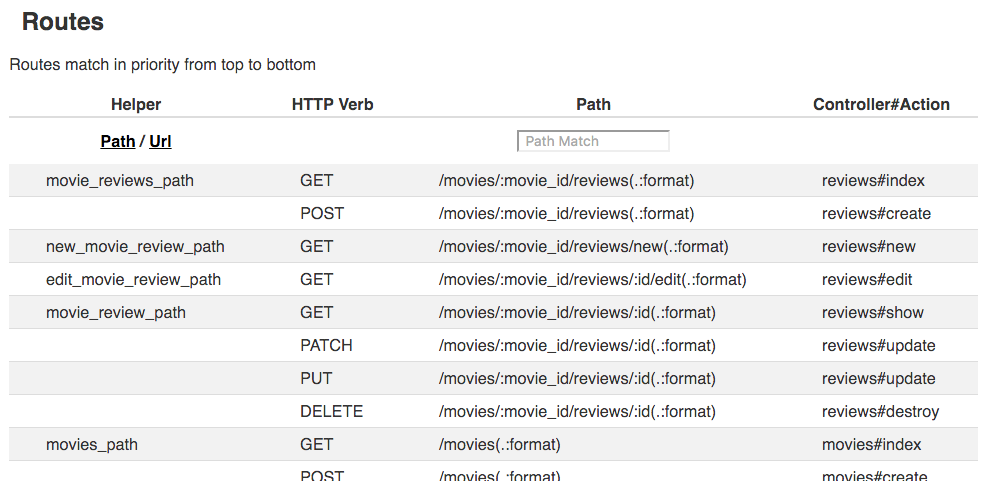 Routes
Routes match in priority from top to bottom
Helper HTTP Verb Path Controller#Action
Path / Url Path Match
movie_reviews_path GET /movies/:movie_id/reviews(.:format) reviews#index
POST /movies/:movie_id/reviews(.:format) reviews#create
new_movie_review_path GET /movies/:movie_id/reviews/new(.:format) reviews#new
edit_movie_review_path GET /movies/:movie_id/reviews/:id/edit(.:format) reviews#edit
movie_review_path GET /movies/:movie_id/reviews/:id(.:format) reviews#show
PATCH /movies/:movie_id/reviews/:id(.:format) reviews#update
PUT /movies/:movie_id/reviews/:id(.:format) reviews#update
DELETE /movies/:movie_id/reviews/:id(.:format) reviews#destroy
movies_path GET /movies(.:format) movies#index
POST /movies(.:format) movies#create